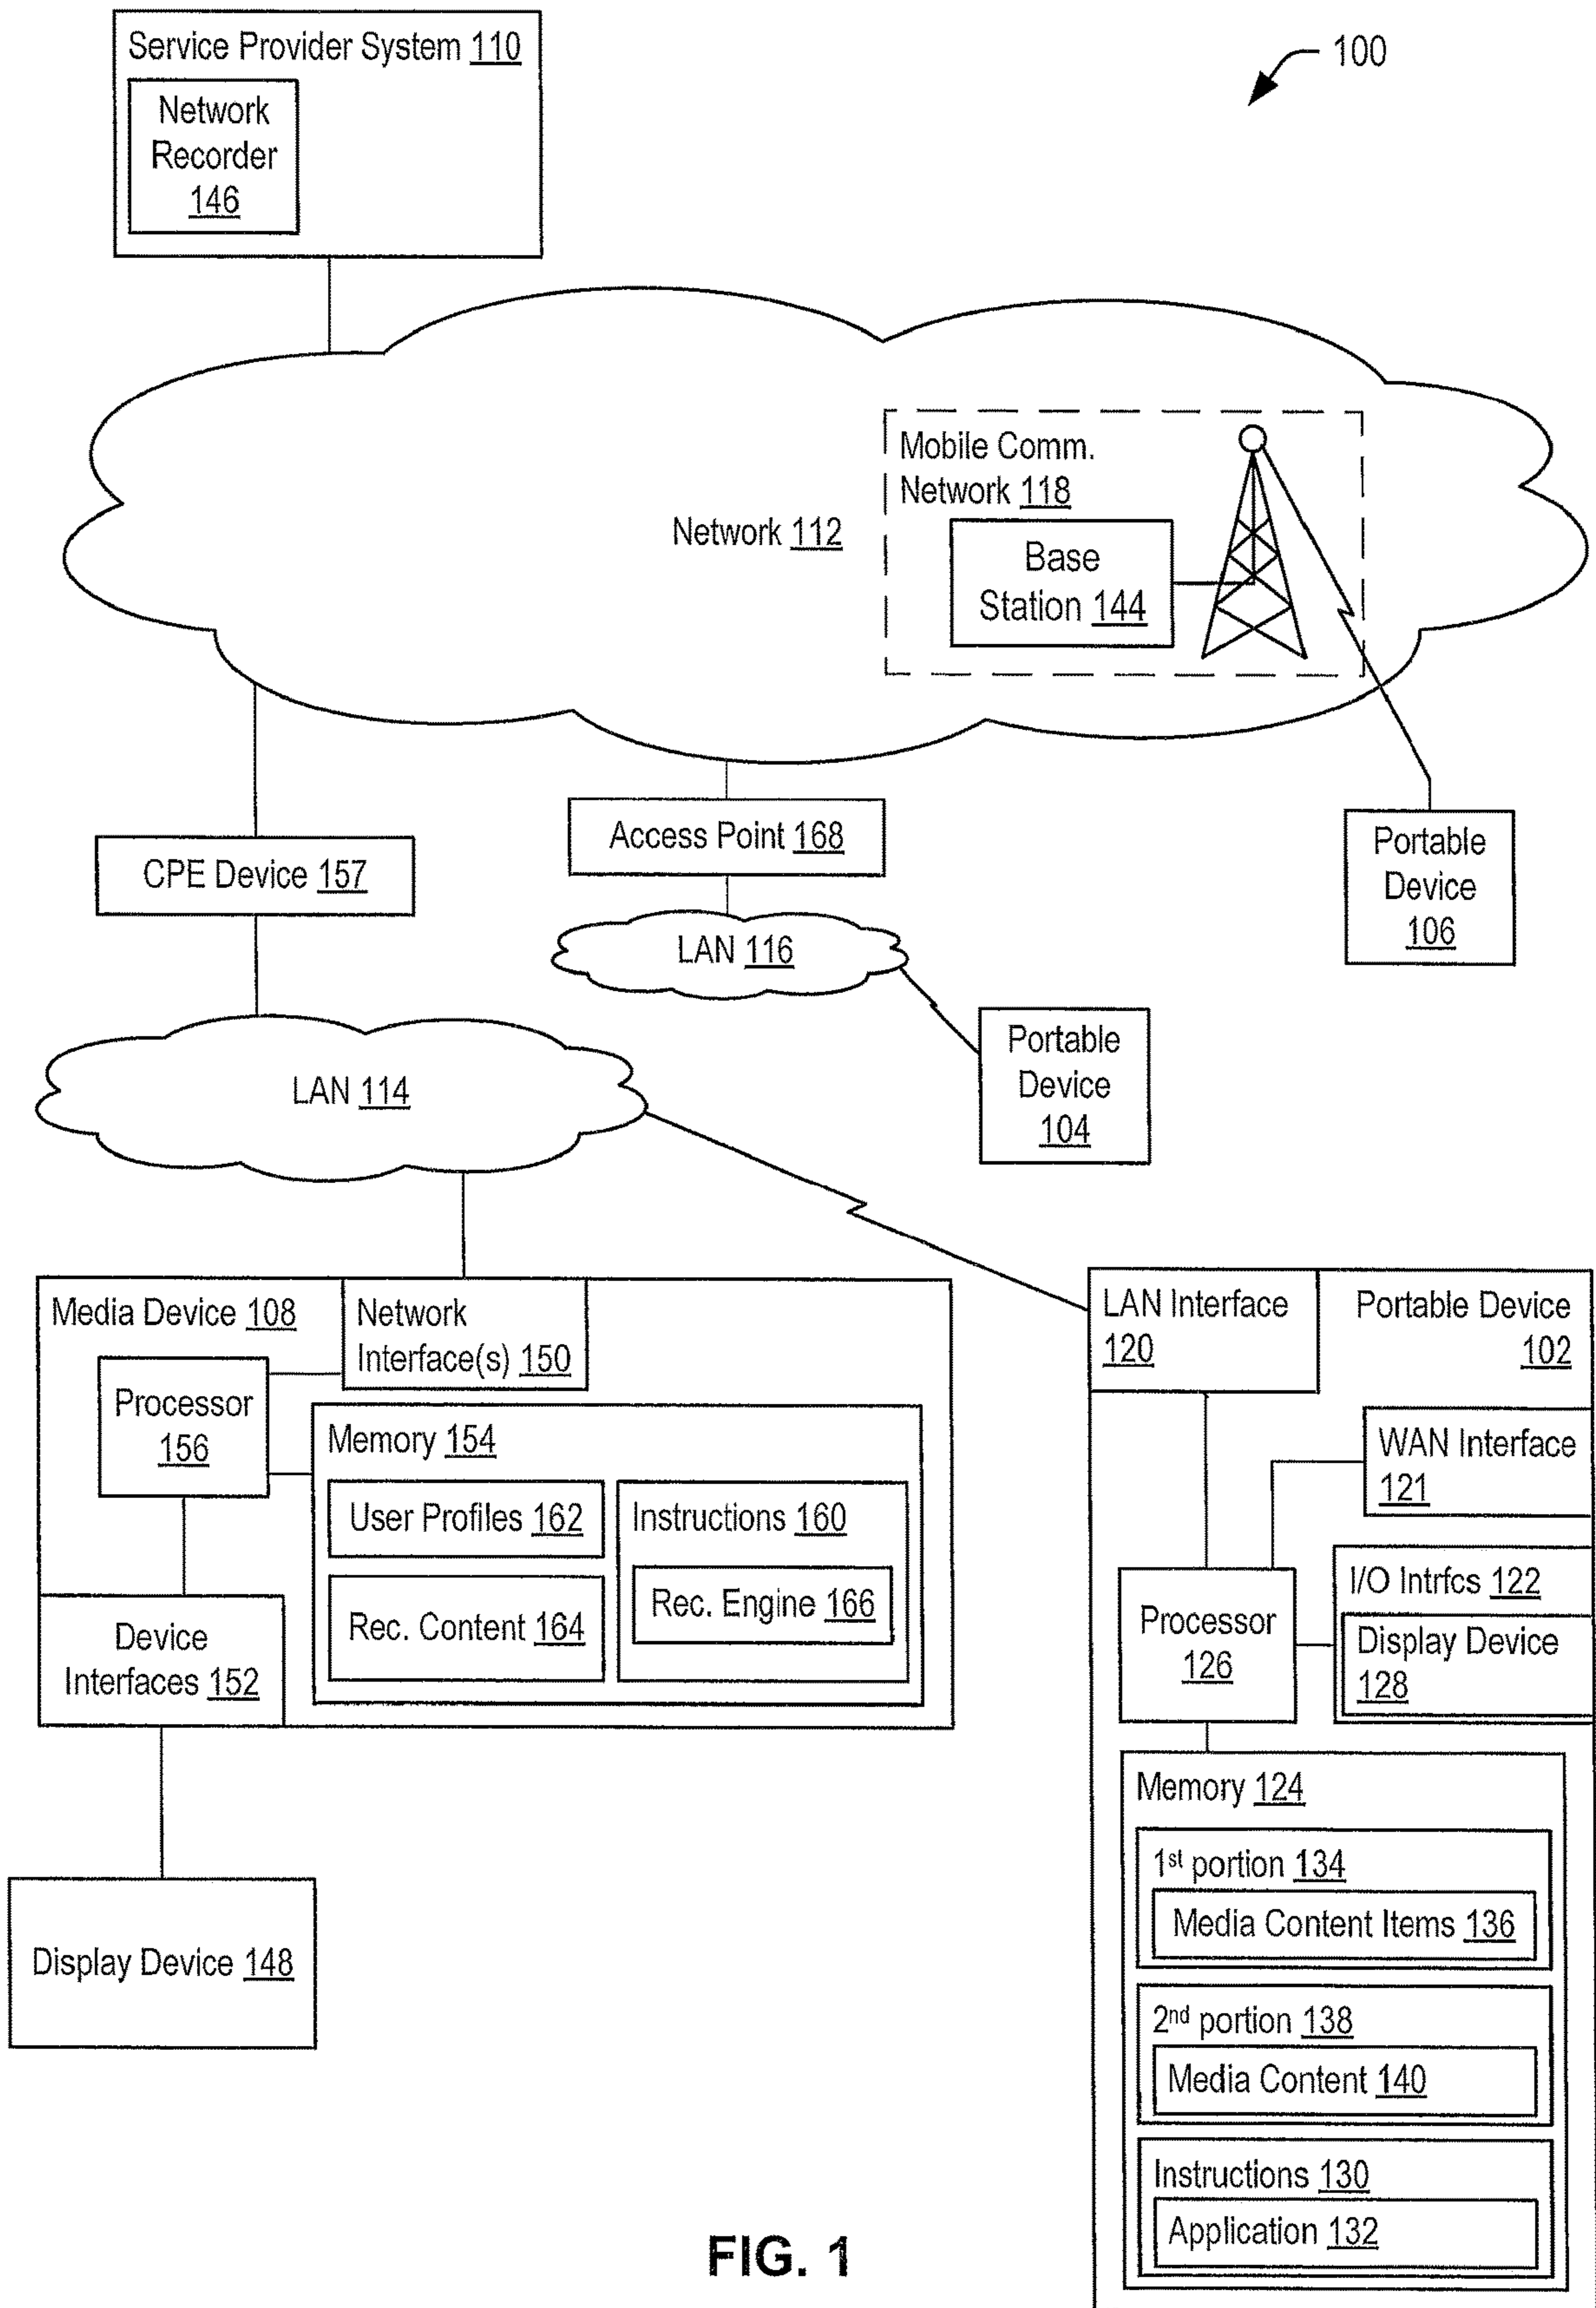 Service Provider System 110
100
Network
Recorder
146
Mobile Comm.
Network 118
Network 112
Base
Station 144
Access Point 168
CPE Device 157
Portable
Device
106
LAN 116
Portable
Device
104
LAN 114
Media Device 108
Network
Interface(s) 150
Processor
156
Memory 154
User Profiles 162
Instructions 160
Rec. Content 164
Rec. Engine 166
Device
Interfaces 152
Display Device 148
LAN Interface
120
Portable Device
102
WAN Interface
121
I/O Intrfcs 122
Processor
126
Display Device
128
Memory 124
1st portion 134
Media Content Items 136
2nd portion 138
Media Content 140
Instructions 130
Application 132
FIG. 1